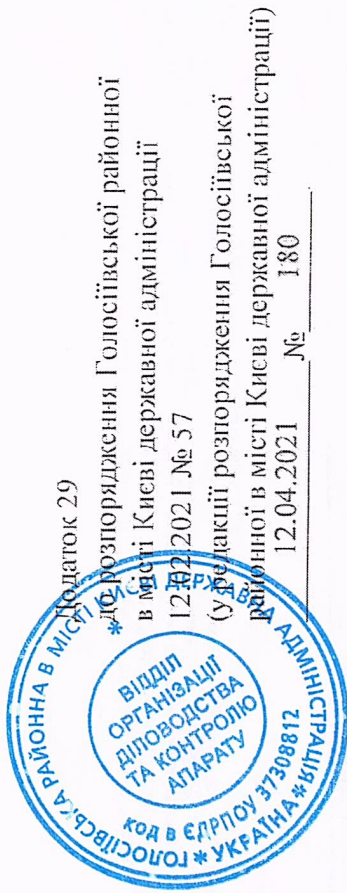 Додаток 29
до розпорядження Голосіївської районної
в місті Києві державної адміністрації
12.02.2021 № 57
(у редакції розпорядження Голосіївської
районної в місті Києві державної адміністрації)
12.04.2021 № 180
ГОЛОСІЇВСЬКА РАЙОННА В МІСТІ КИЄВІ ДЕРЖАВНА АДМІНІСТРАЦІЯ * УКРАЇНА *
код в ЄДРПОУ 37308812
ВІДДІЛ
ОРГАНІЗАЦІЇ
ДІЛОВОДСТВА
ТА КОНТРОЛЮ
АПАРАТУ